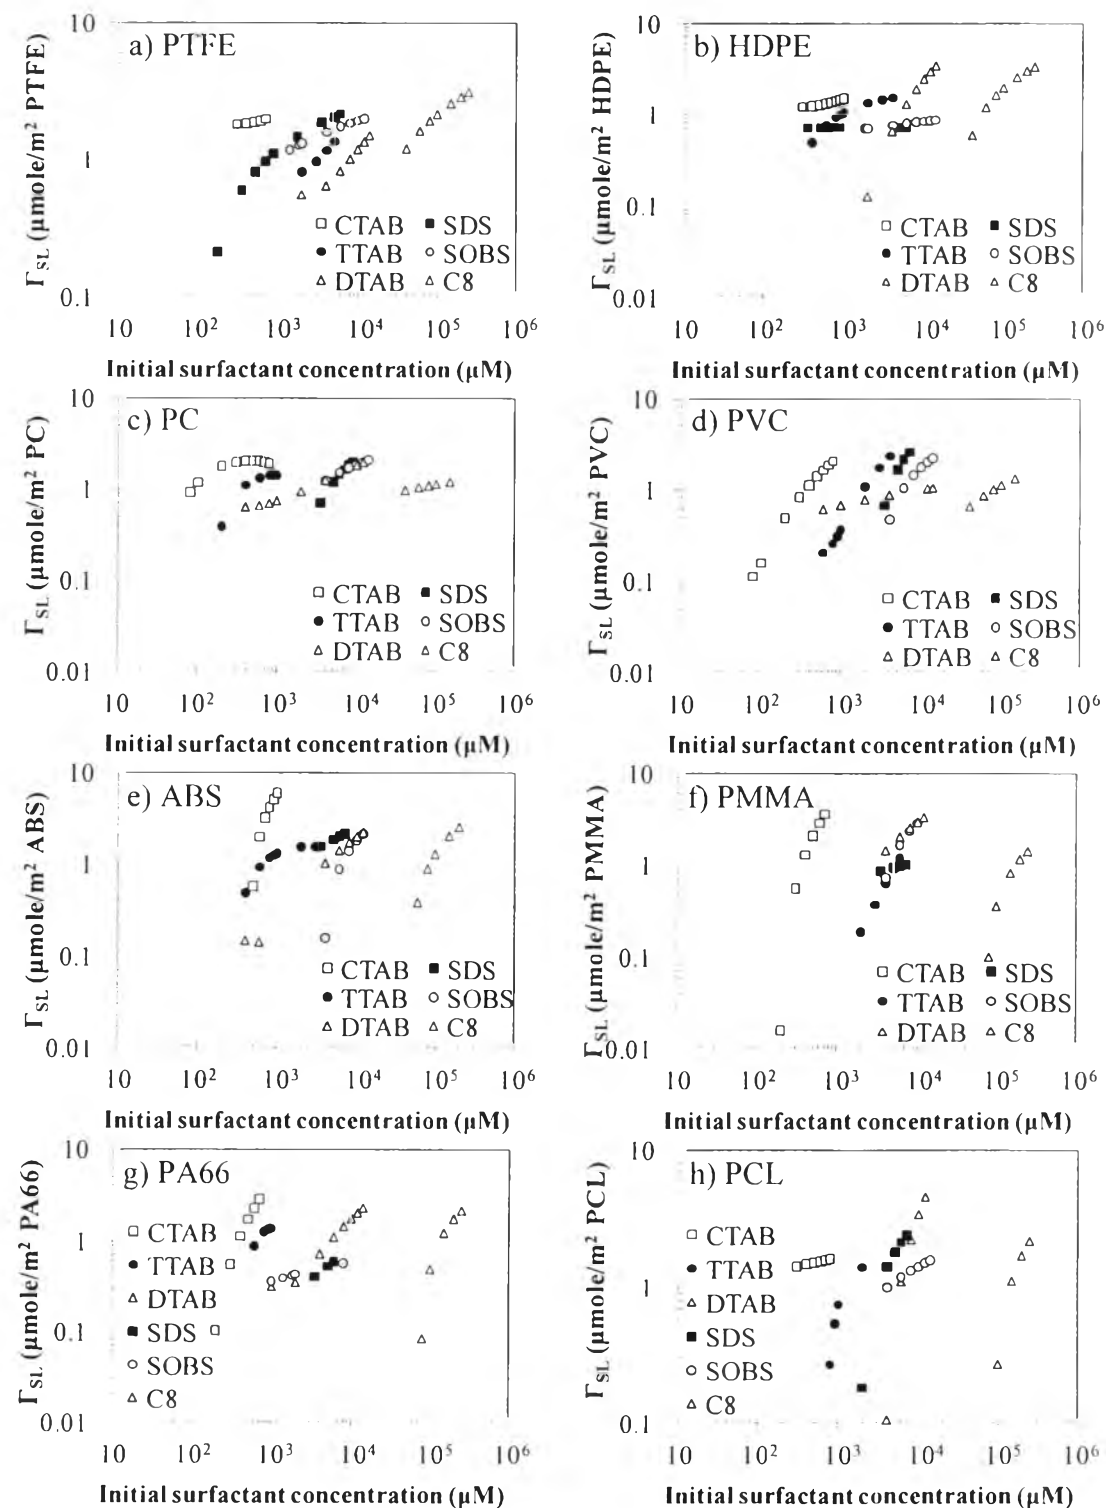 a) PTFE
10
1
0.1
ΓSL (μmole/m² PTFE)
□ CTAB ■ SDS
● TTAB ○ SOBS
△ DTAB △ C8
10 10² 10³ 10⁴ 10⁵ 10⁶
Initial surfactant concentration (μM)
b) HDPE
10
1
0.1
0.01
ΓSL (μmole/m² HDPE)
□ CTAB ■ SDS
● TTAB ○ SOBS
△ DTAB △ C8
10 10² 10³ 10⁴ 10⁵ 10⁶
Initial surfactant concentration (μM)
c) PC
10
1
0.1
0.01
ΓSL (μmole/m² PC)
□ CTAB ■ SDS
● TTAB ○ SOBS
△ DTAB △ C8
10 10³ 10⁴ 10⁵ 10⁶
Initial surfactant concentration (μM)
d) PVC
10
1
0.1
0.01
ΓSL (μmole/m² PVC)
□ CTAB ■ SDS
● TTAB ○ SOBS
△ DTAB △ C8
10 10² 10³ 10⁴ 10⁵ 10⁶
Initial surfactant concentration (μM)
e) ABS
10
1
0.1
0.01
ΓSL (μmole/m² ABS)
□ CTAB ■ SDS
● TTAB ○ SOBS
△ DTAB △ C8
10 10² 10³ 10⁴ 10⁵ 10⁶
Initial surfactant concentration (μM)
f) PMMA
10
1
0.1
0.01
ΓSL (μmole/m² PMMA)
□ CTAB ■ SDS
● TTAB ○ SOBS
△ DTAB △ C8
10 10² 10³ 10⁴ 10⁵ 10⁶
Initial surfactant concentration (μM)
g) PA66
10
1
0.1
0.01
ΓSL (μmole/m² PA66)
□ CTAB
● TTAB
△ DTAB
■ SDS
○ SOBS
△ C8
10 10² 10³ 10⁴ 10⁵ 10⁶
Initial surfactant concentration (μM)
h) PCL
10
1
0.1
ΓSL (μmole/m² PCL)
□ CTAB
● TTAB
△ DTAB
■ SDS
○ SOBS
△ C8
10 10² 10³ 10⁴ 10⁵ 10⁶
Initial surfactant concentration (μM)